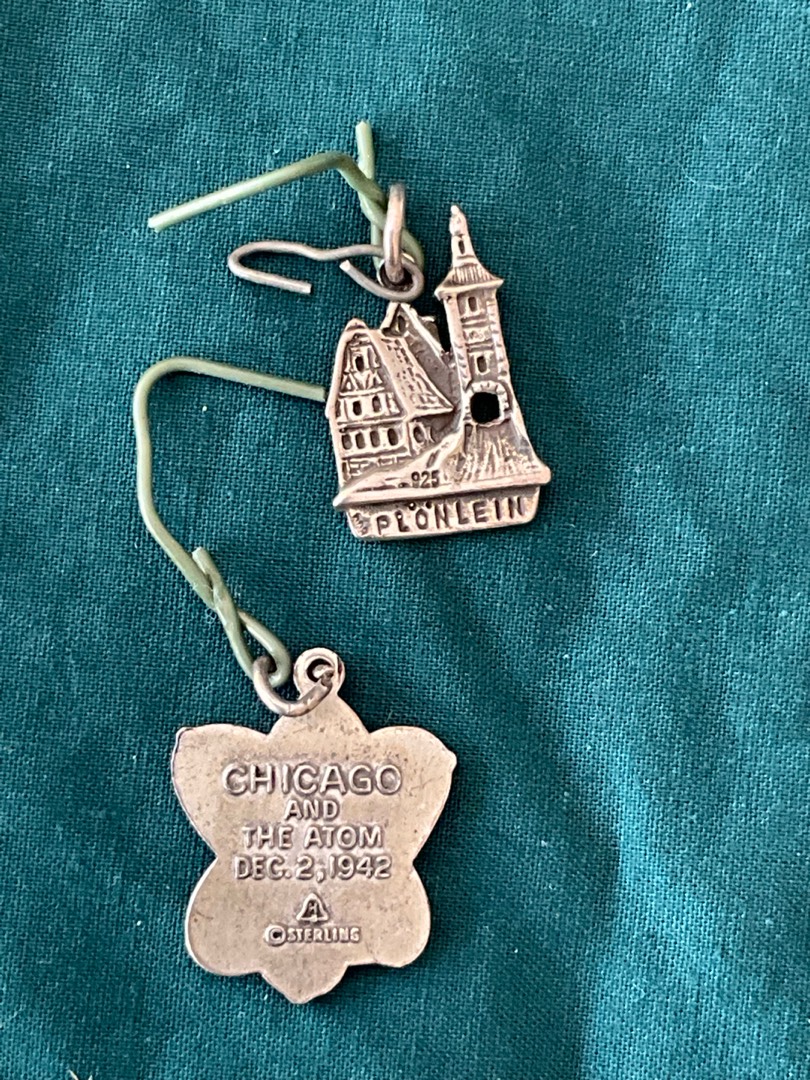 925
PLÖNLEIN
CHICAGO
AND
THE ATOM
DEC. 2, 1942
© STERLING